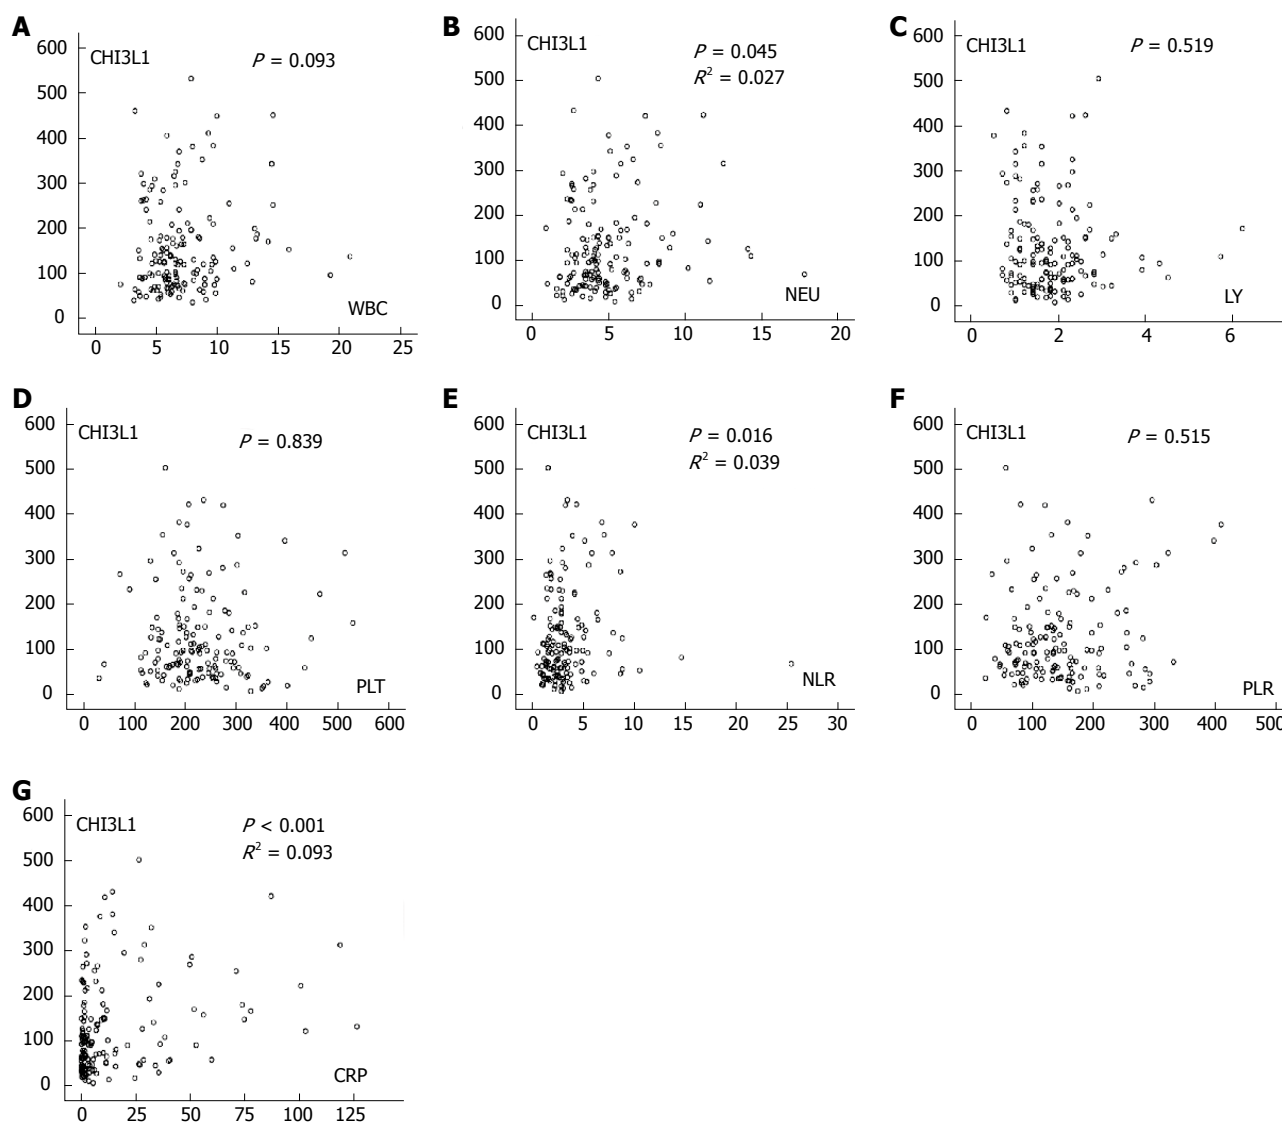 A
600
500
400
300
200
100
0
CHI3L1
P = 0.093
WBC
0 5 10 15 20 25
B
600
500
400
300
200
100
0
CHI3L1
P = 0.045
R² = 0.027
NEU
0 5 10 15 20
C
600
500
400
300
200
100
0
CHI3L1
P = 0.519
LY
0 2 4 6
D
600
500
400
300
200
100
0
CHI3L1
P = 0.839
PLT
0 100 200 300 400 500 600
E
600
500
400
300
200
100
0
CHI3L1
P = 0.016
R² = 0.039
NLR
0 5 10 15 20 25 30
F
600
500
400
300
200
100
0
CHI3L1
P = 0.515
PLR
0 100 200 300 400 500
G
600
500
400
300
200
100
0
CHI3L1
P < 0.001
R² = 0.093
CRP
0 25 50 75 100 125